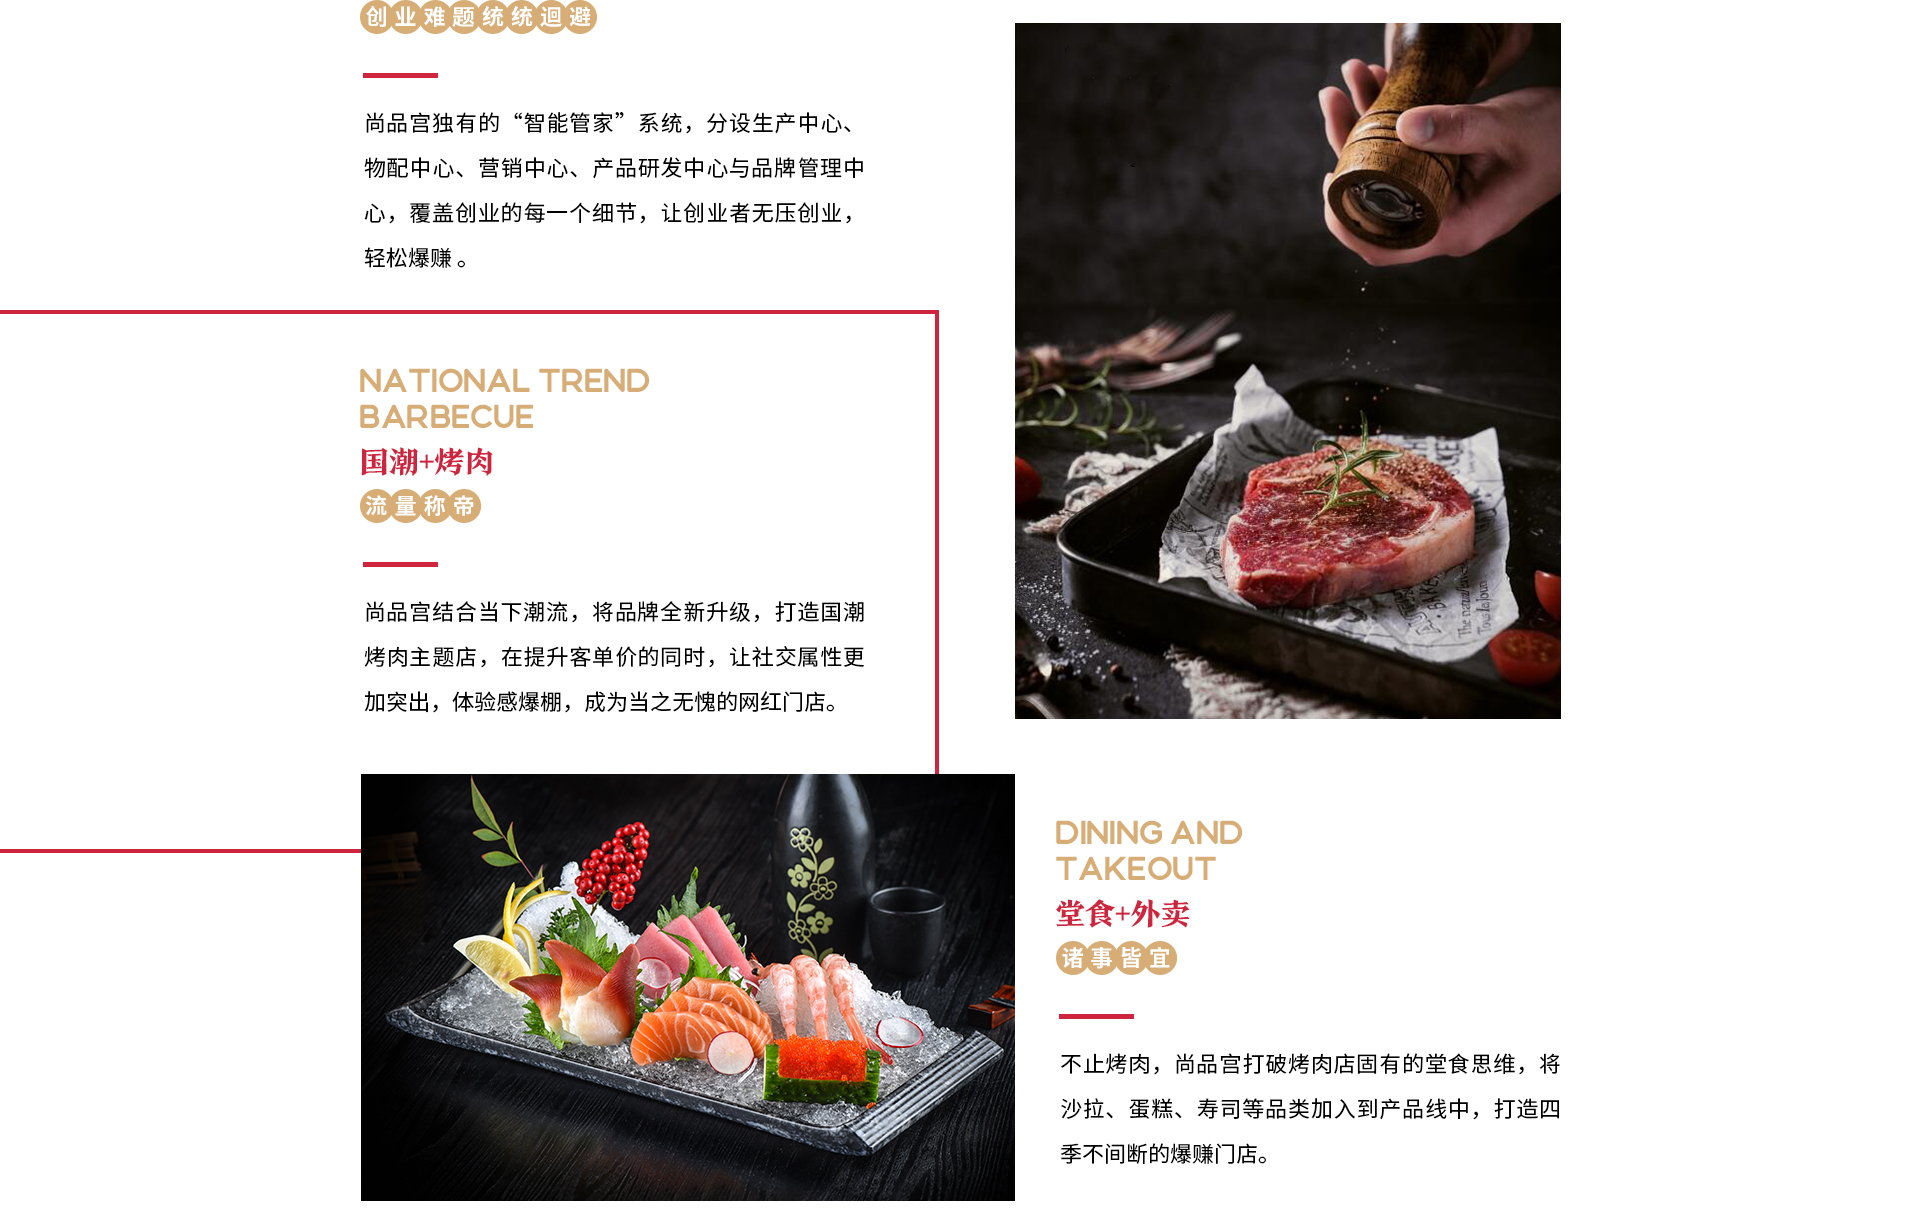 创业难题统统迴避
尚品宫独有的“智能管家”系统，分设生产中心、
物配中心、营销中心、产品研发中心与品牌管理中
心，覆盖创业的每一个细节，让创业者无压创业，
轻松爆赚 。
NATIONAL TREND
BARBECUE
国潮+烤肉
流量称帝
尚品宫结合当下潮流，将品牌全新升级，打造国潮
烤肉主题店，在提升客单价的同时，让社交属性更
加突出，体验感爆棚，成为当之无愧的网红门店。
DINING AND
TAKEOUT
堂食+外卖
诸事皆宜
不止烤肉，尚品宫打破烤肉店固有的堂食思维，将
沙拉、蛋糕、寿司等品类加入到产品线中，打造四
季不间断的爆赚门店。